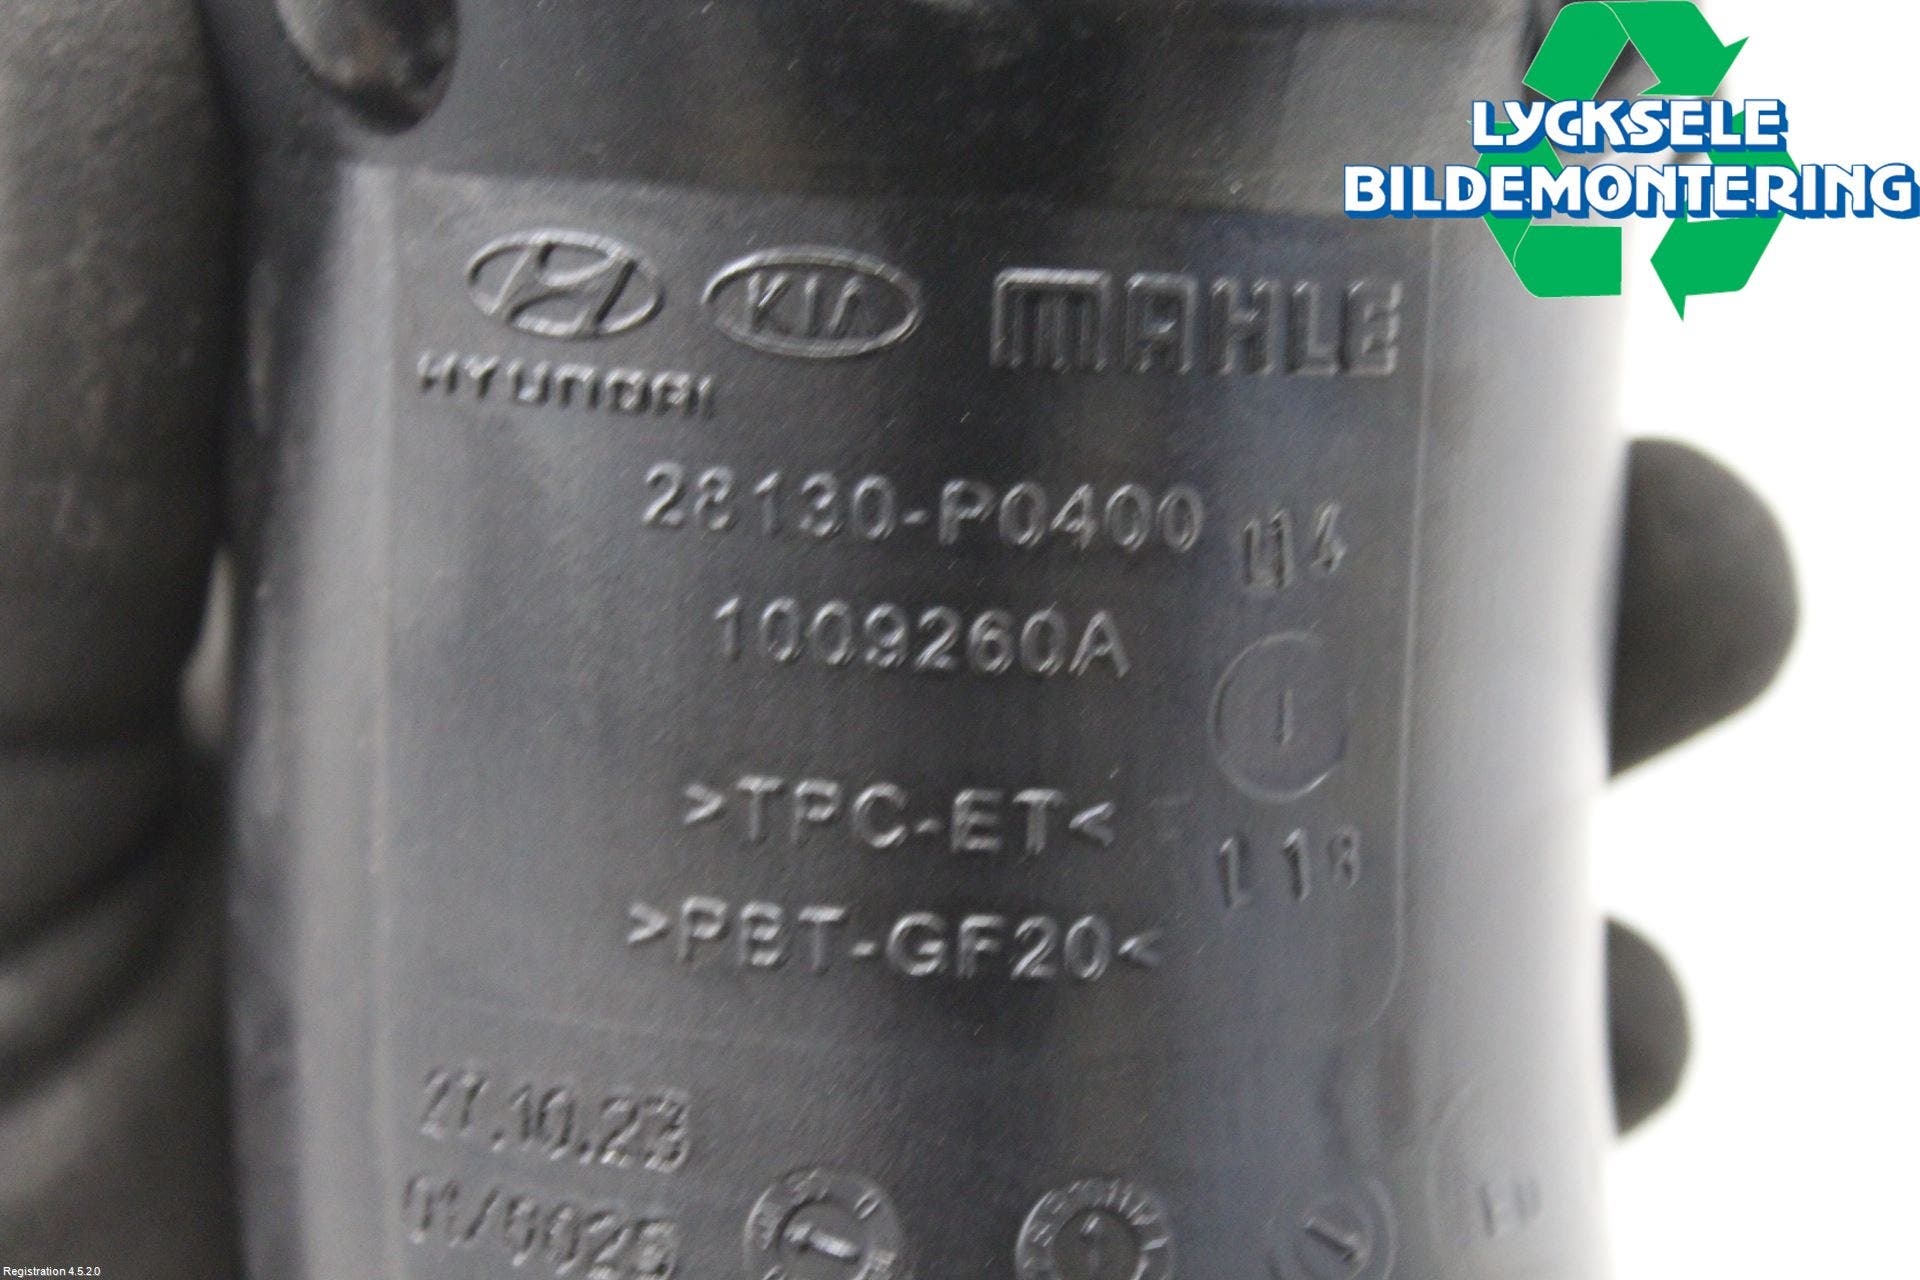 LYCKSELE
BILDEMONTERING
HYUNDAI
KIA
MAHLE
28130-P0400
1009260A
>TPC-ET<
>PBT-GF20<
27.10.23
Registration 4.5.2.0